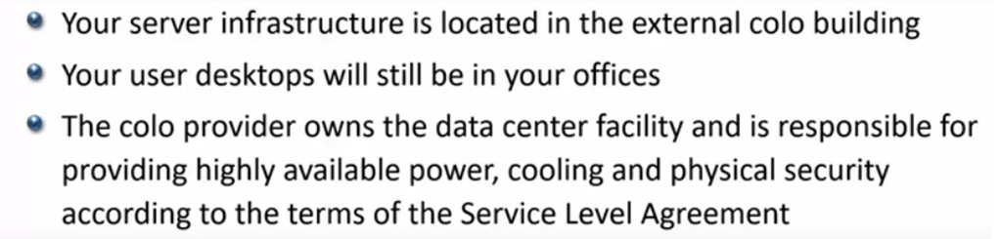 Your server infrastructure is located in the external colo building
Your user desktops will still be in your offices
The colo provider owns the data center facility and is responsible for
providing highly available power, cooling and physical security
according to the terms of the Service Level Agreement